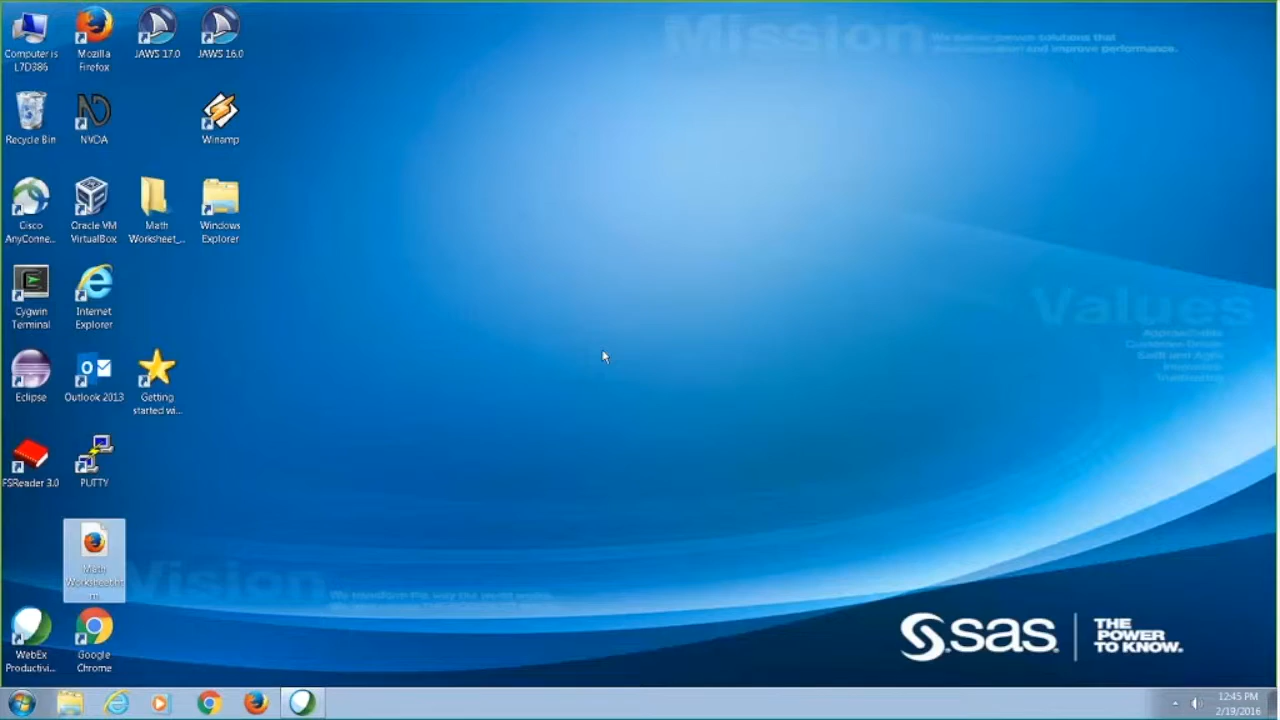 Mission
Computer is
L7D386
Mozilla
Firefox
JAWS 17.0
JAWS 16.0
Recycle Bin
NVDA
Winamp
Cisco
AnyConne...
Oracle VM
VirtualBox
Math
Worksheet_...
Windows
Explorer
Cygwin
Terminal
Internet
Explorer
Values
Eclipse
Outlook 2013
Getting
started wi...
FSReader 3.0
PUTTY
Math
Vision
WebEx
Productivi...
Google
Chrome
sas
THE
POWER
TO KNOW.
12:45 PM
2/19/2016